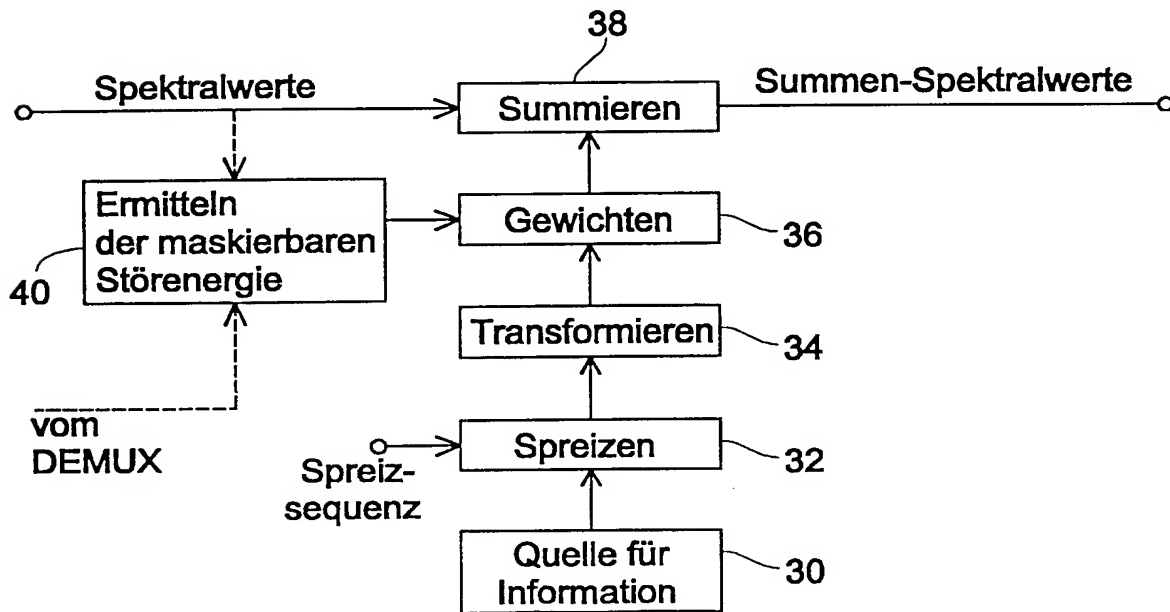 38
Spektralwerte
Summieren
Summen-Spektralwerte
Ermitteln
der maskierbaren
Störenergie
40
Gewichten
36
Transformieren
34
vom
DEMUX
Spreiz-
sequenz
Spreizen
32
Quelle für
Information
30